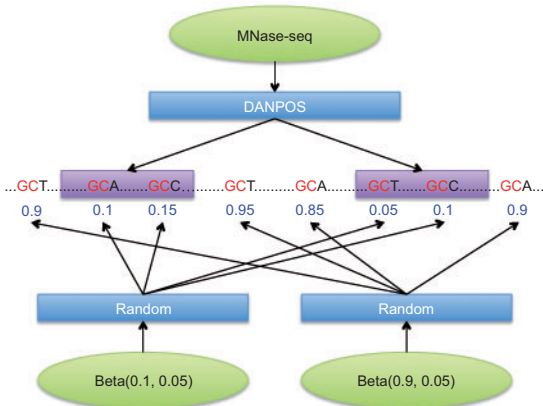 MNase-seq
DANPOS
...GCT..........GCA.......GCC..........GCT..........GCA..........GCT.......GCC..........GCA...
0.9 0.1 0.15 0.95 0.85 0.05 0.1 0.9
Random Random
Beta(0.1, 0.05) Beta(0.9, 0.05)